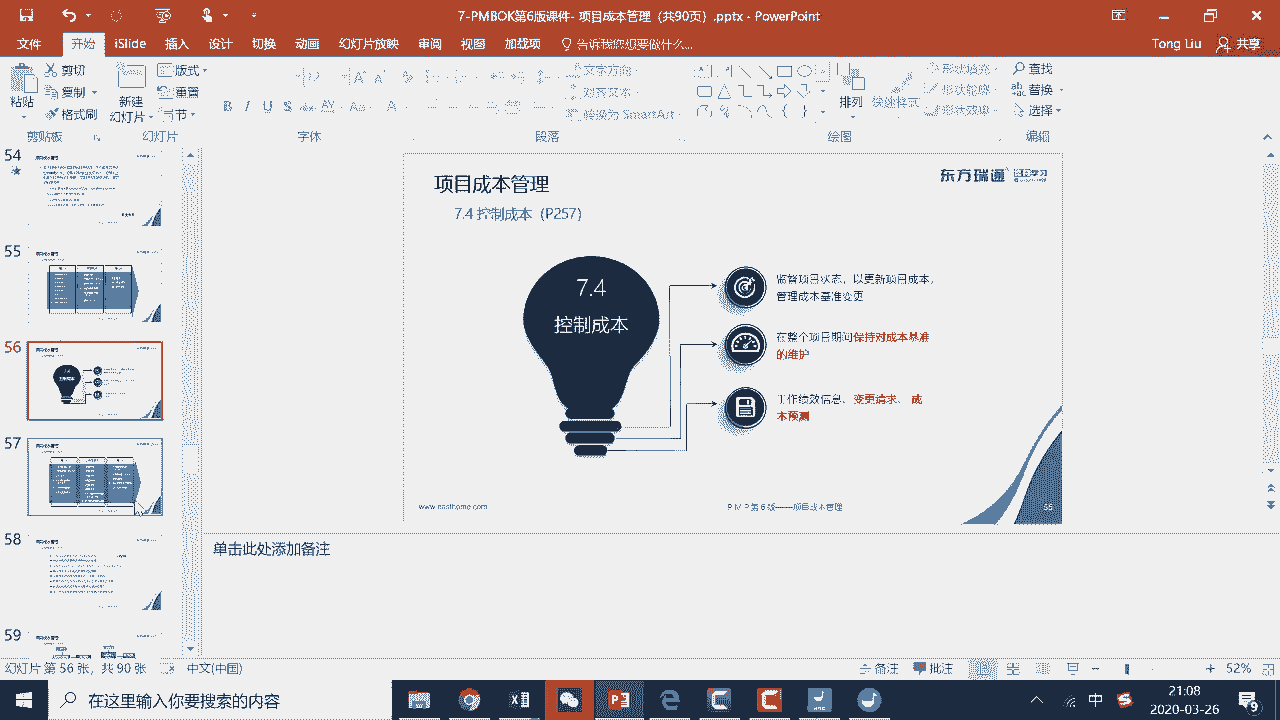 7-PMBOK第6版课件- 项目成本管理（共90页）.pptx - PowerPoint
文件 开始 iSlide 插入 设计 切换 动画 幻灯片放映 审阅 视图 加载项 告诉我您想要做什么... Tong Liu 共享
粘贴 剪切 复制 格式刷
新建 幻灯片 版式 重置 节
文字方向 对齐文本 转换为 SmartArt
排列 快速样式 形状填充 形状轮廓 形状效果
查找 替换 选择
剪贴板 幻灯片 字体 段落 绘图 编辑
54
55
56
57
58
59
项目成本管理
东方瑞通
7.4 控制成本（P257）
7.4
控制成本
监督项目状态，以更新项目成本，
管理成本基准变更
在整个项目期间保持对成本基准
的维护
工作绩效信息、变更请求、 成
本预测
www.easthome.com
PMP第6版——项目成本管理
55
单击此处添加备注
幻灯片 第 56 张，共 90 张 中文(中国) 备注 批注 52%
在这里输入你要搜索的内容
中
21:08
2020-03-26
9